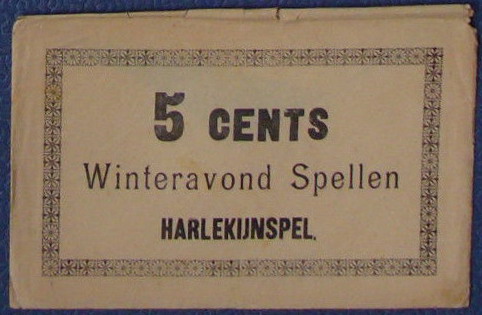 5 CENTS
Winteravond Spellen
HARLEKIJNSPEL.